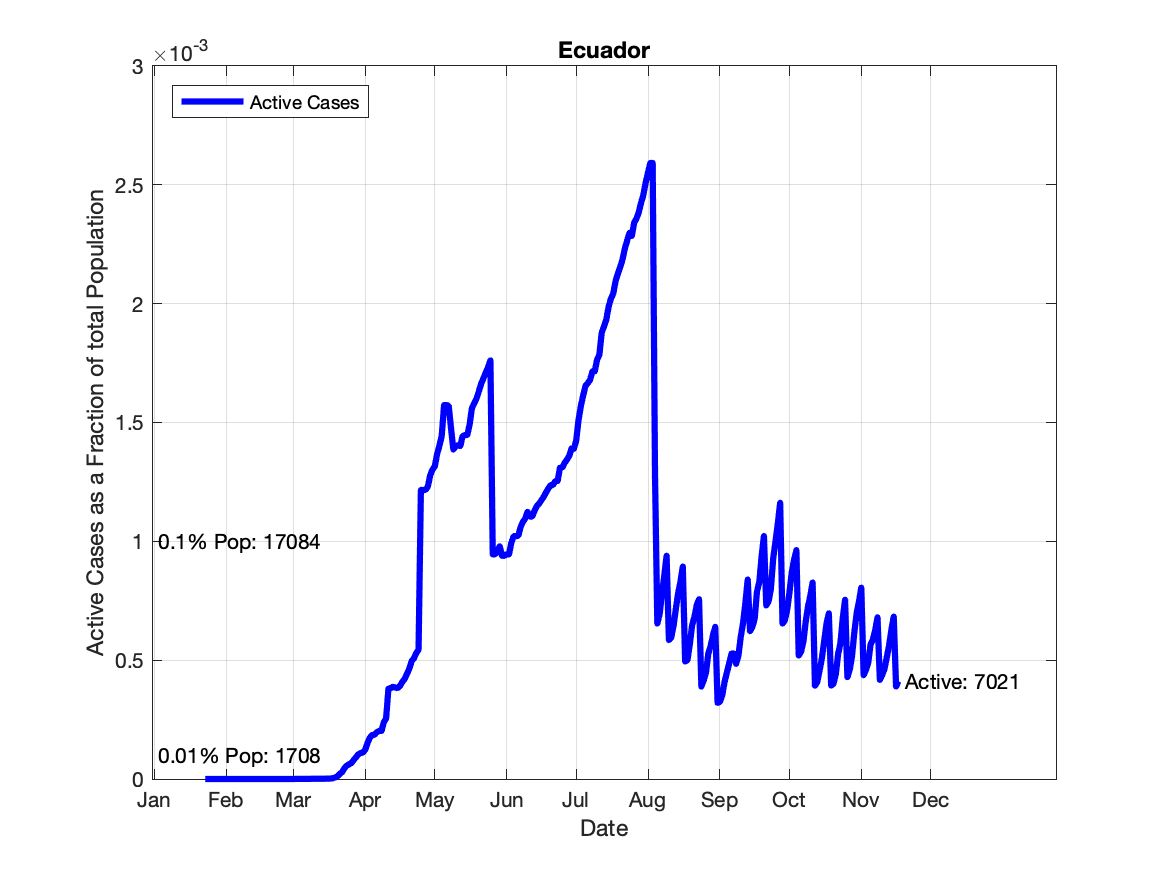 Ecuador
×10-3
3
Active Cases
2.5
2
1.5
1
0.1% Pop: 17084
0.5
Active: 7021
0.01% Pop: 1708
0
Jan Feb Mar Apr May Jun Jul Aug Sep Oct Nov Dec
Date
Active Cases as a Fraction of total Population